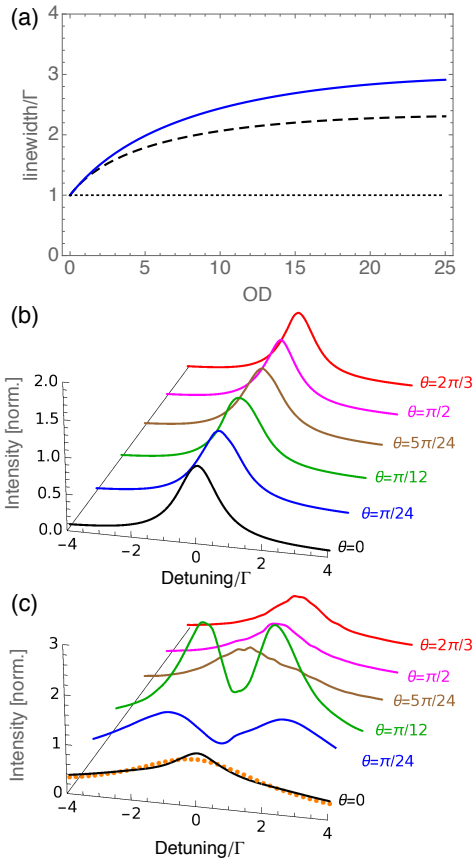 (a)
linewidth/Γ
4
3
2
1
0
0 5 10 15 20 25
OD
(b)
Intensity [norm.]
2.0
1.5
1.0
0.5
0.0
−4 −2 0 2 4
Detuning/Γ
θ=2π/3
θ=π/2
θ=5π/24
θ=π/12
θ=π/24
θ=0
(c)
Intensity [norm.]
3
2
1
0
−4 −2 0 2 4
Detuning/Γ
θ=2π/3
θ=π/2
θ=5π/24
θ=π/12
θ=π/24
θ=0